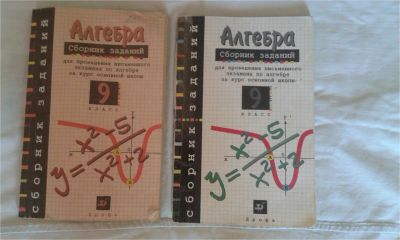 Алгебра
Сборник заданий
для проведения письменного
экзамена по алгебре
за курс основной школы
9
КЛАСС
сборник заданий
y = x²-5
x²+2
Дрофа
Алгебра
Сборник заданий
для проведения письменного
экзамена по алгебре
за курс основной школы
9
КЛАСС
сборник заданий
y = x²-5
x²+2
Дрофа